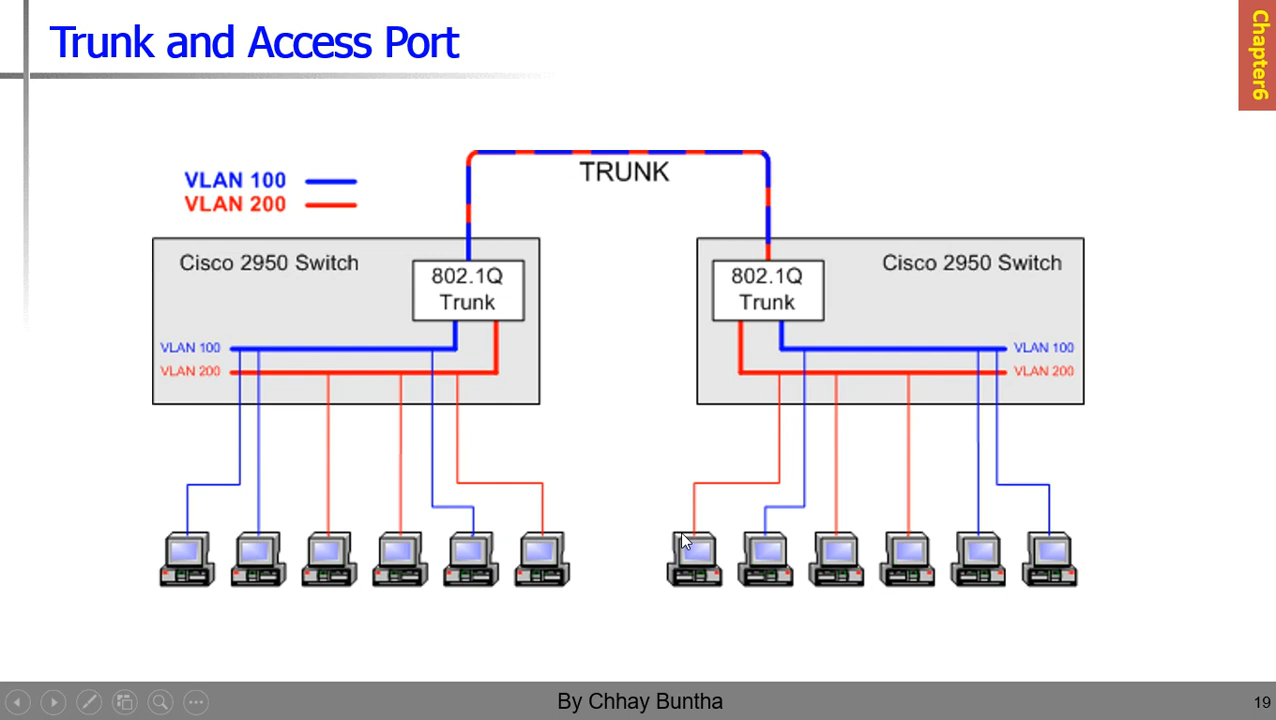 Trunk and Access Port
Chapter6
TRUNK
VLAN 100
VLAN 200
Cisco 2950 Switch
802.1Q
Trunk
VLAN 100
VLAN 200
802.1Q
Trunk
Cisco 2950 Switch
VLAN 100
VLAN 200
By Chhay Buntha
19